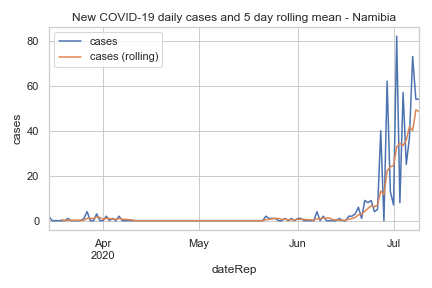 New COVID-19 daily cases and 5 day rolling mean - Namibia
cases
cases (rolling)
80
60
40
20
0
cases
Apr
2020
May
Jun
Jul
dateRep